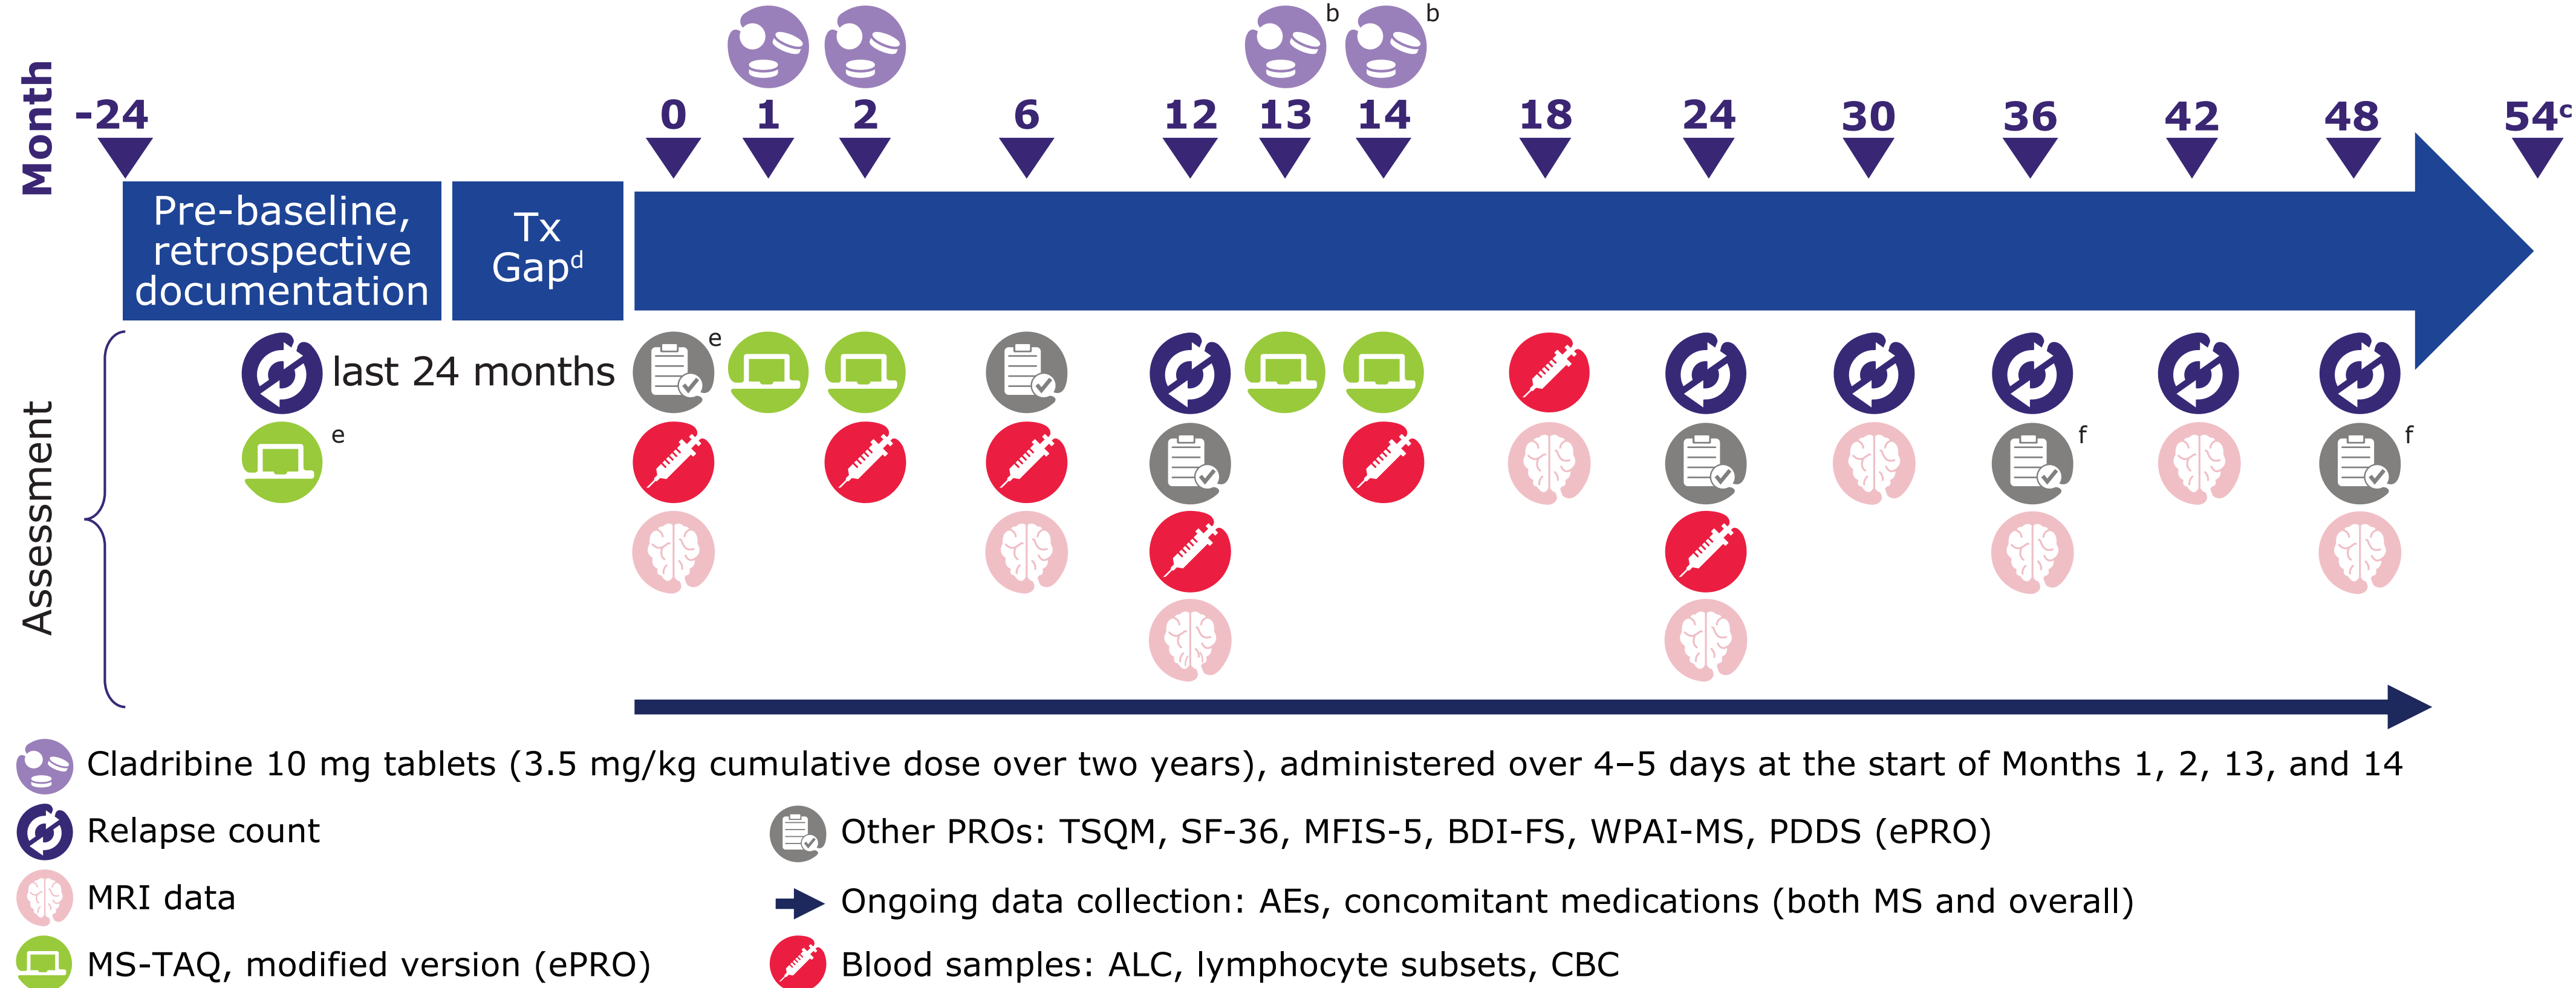 b
b
Month
-24
0
1
2
6
12
13
14
18
24
30
36
42
48
54c
Pre-baseline,
retrospective
documentation
Tx
Gapd
Assessment
last 24 months
e
e
f
f
Cladribine 10 mg tablets (3.5 mg/kg cumulative dose over two years), administered over 4–5 days at the start of Months 1, 2, 13, and 14
Relapse count
Other PROs: TSQM, SF-36, MFIS-5, BDI-FS, WPAI-MS, PDDS (ePRO)
MRI data
Ongoing data collection: AEs, concomitant medications (both MS and overall)
MS-TAQ, modified version (ePRO)
Blood samples: ALC, lymphocyte subsets, CBC